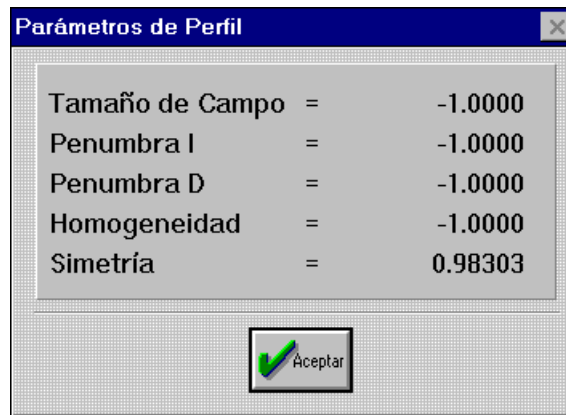 Parámetros de Perfil
Tamaño de Campo = -1.0000
Penumbra I = -1.0000
Penumbra D = -1.0000
Homogeneidad = -1.0000
Simetría = 0.98303
Aceptar